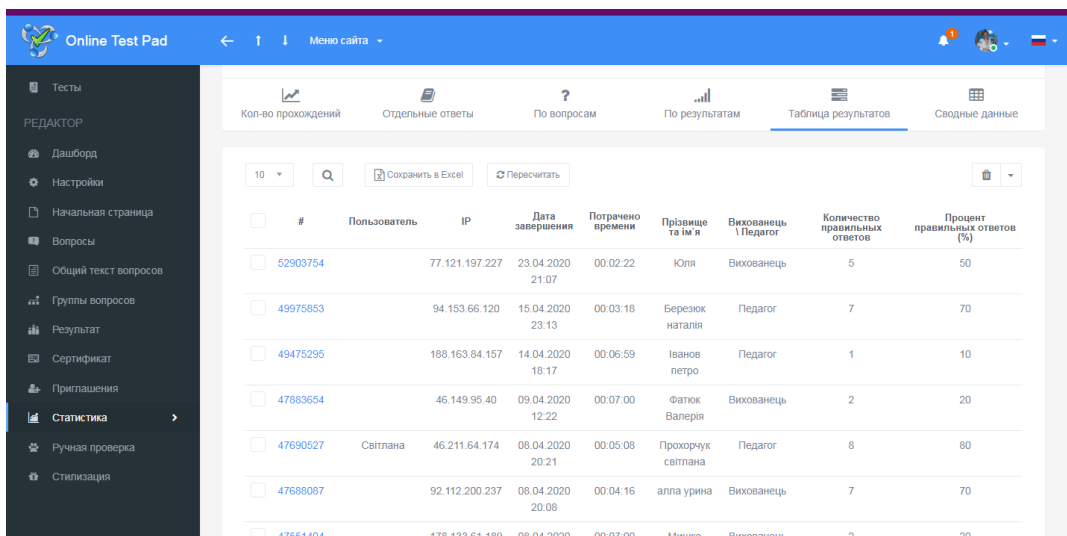 Online Test Pad
Меню сайта
1
Тесты
РЕДАКТОР
Дашборд
Настройки
Начальная страница
Вопросы
Общий текст вопросов
Группы вопросов
Результат
Сертификат
Приглашения
Статистика
Ручная проверка
Стилизация
Кол-во прохождений Отдельные ответы По вопросам По результатам Таблица результатов Сводные данные
10 Сохранить в Excel Пересчитать
# Пользователь IP Дата завершения Потрачено времени Прізвище та ім`я Вихованець \ Педагог Количество правильных ответов Процент правильных ответов (%)
52903754 77.121.197.227 23.04.2020 21:07 00:02:22 Юля Вихованець 5 50
49975853 94.153.66.120 15.04.2020 23:13 00:03:18 Березюк наталія Педагог 7 70
49475295 188.163.84.157 14.04.2020 18:17 00:06:59 Іванов петро Педагог 1 10
47883654 46.149.95.40 09.04.2020 12:22 00:07:00 Фатюк Валерія Вихованець 2 20
47690527 Світлана 46.211.64.174 08.04.2020 20:21 00:05:08 Прохорчук світлана Педагог 8 80
47688087 92.112.200.237 08.04.2020 20:08 00:04:16 алла урина Вихованець 7 70